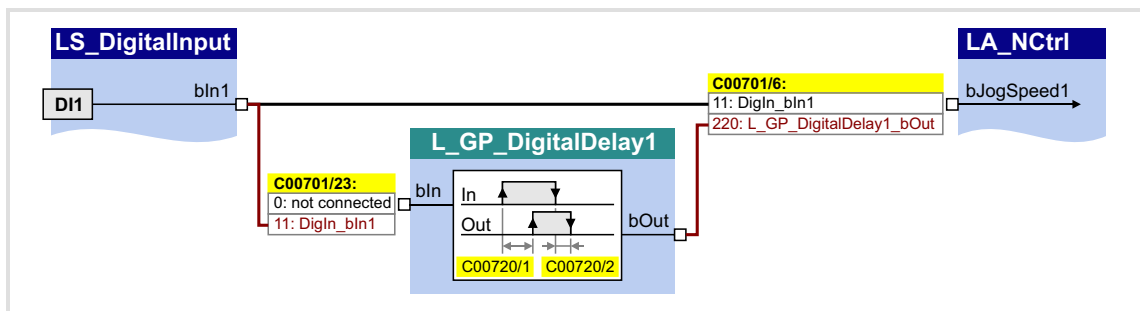 LS_DigitalInput
LA_NCtrl
DI1
bIn1
C00701/6:
11: DigIn_bIn1
220: L_GP_DigitalDelay1_bOut
bJogSpeed1
L_GP_DigitalDelay1
C00701/23:
0: not connected
11: DigIn_bIn1
bIn
In
Out
bOut
C00720/1
C00720/2